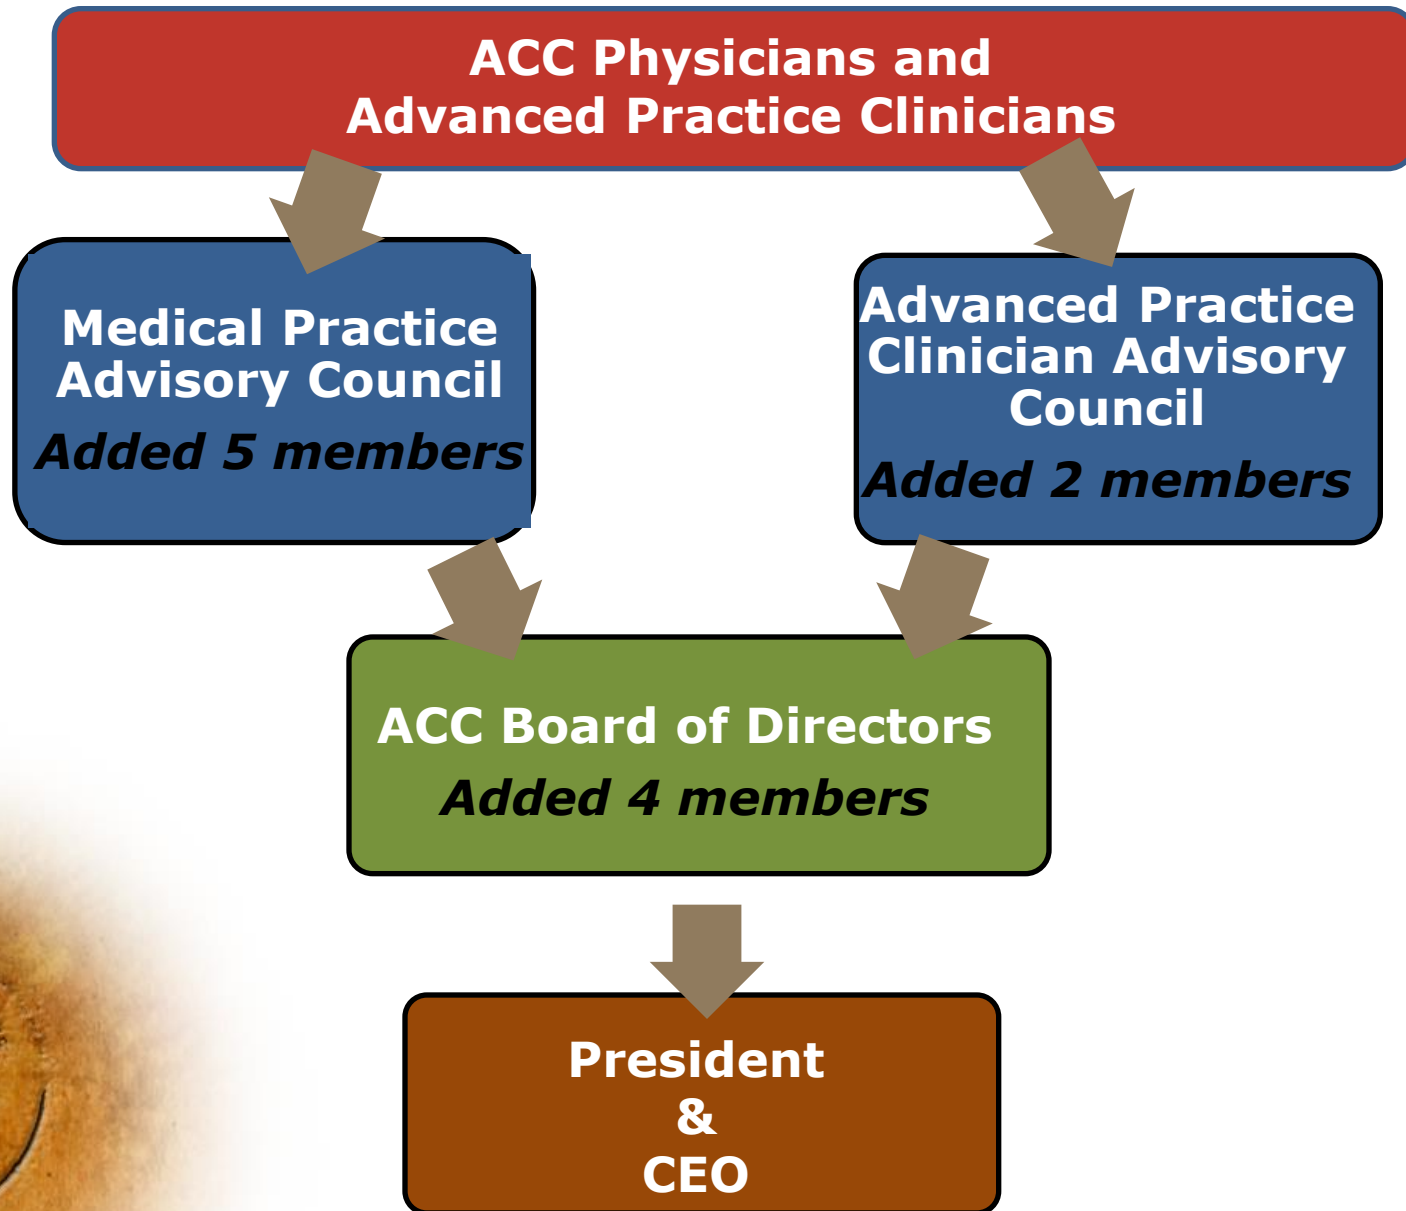 ACC Physicians and
Advanced Practice Clinicians
Medical Practice
Advisory Council
Added 5 members
Advanced Practice
Clinician Advisory
Council
Added 2 members
ACC Board of Directors
Added 4 members
President
&
CEO